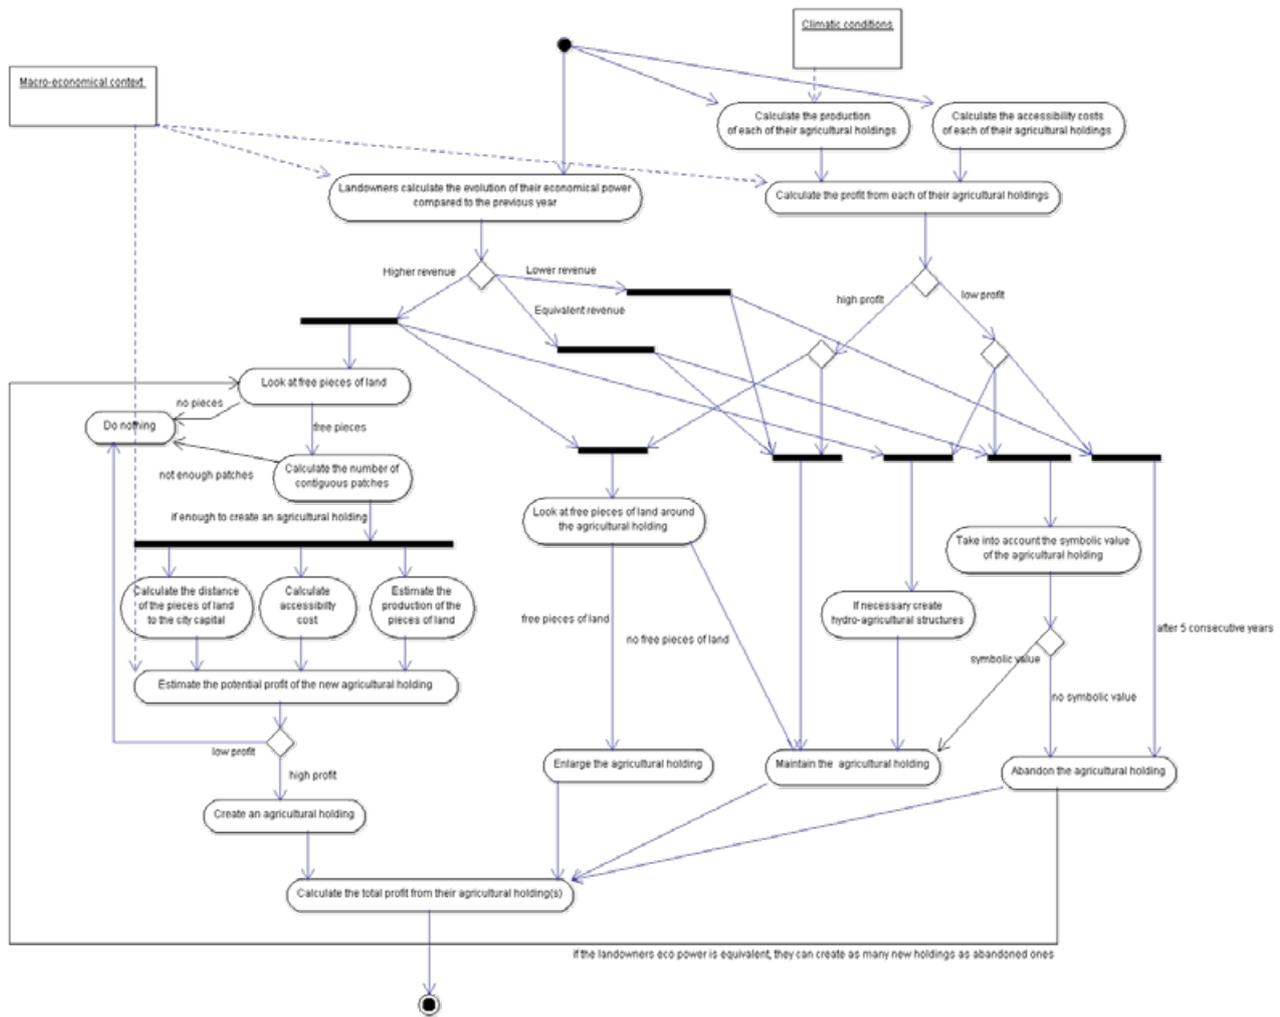 Climatic conditions
Macro-economical context
Calculate the production
of each of their agricultural holdings
Calculate the accessibility costs
of each of their agricultural holdings
Landowners calculate the evolution of their economical power
compared to the previous year
Calculate the profit from each of their agricultural holdings
Higher revenue
Lower revenue
Equivalent revenue
high profit
low profit
Look at free pieces of land
no pieces
Do nothing
free pieces
not enough patches
Calculate the number of
contiguous patches
if enough to create an agricultural holding
Look at free pieces of land around
the agricultural holding
Take into account the symbolic value
of the agricultural holding
Calculate the distance
of the pieces of land
to the city capital
Calculate
accessibilty
cost
Estimate the
production of the
pieces of land
If necessary create
hydro-agricultural structures
free pieces of land
no free pieces of land
after 5 consecutive years
symbolic value
no symbolic value
Estimate the potential profit of the new agricultural holding
low profit
high profit
Enlarge the agricultural holding
Maintain the agricultural holding
Abandon the agricultural holding
Create an agricultural holding
Calculate the total profit from their agricultural holding(s)
if the landowners eco power is equivalent, they can create as many new holdings as abandoned ones